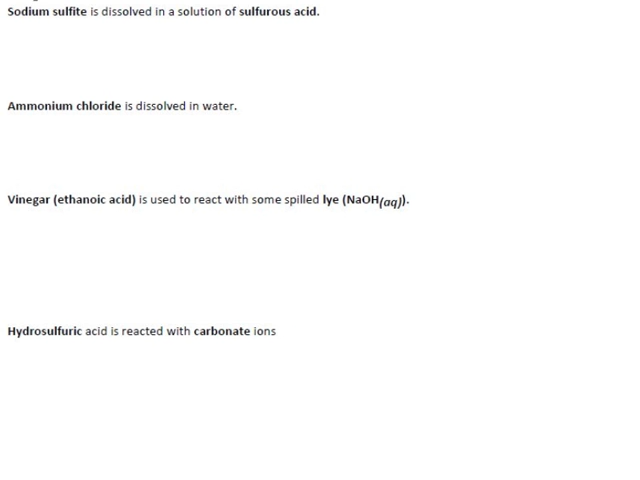 Sodium sulfite is dissolved in a solution of sulfurous acid.
Ammonium chloride is dissolved in water.
Vinegar (ethanoic acid) is used to react with some spilled lye (NaOH(aq)).
Hydrosulfuric acid is reacted with carbonate ions